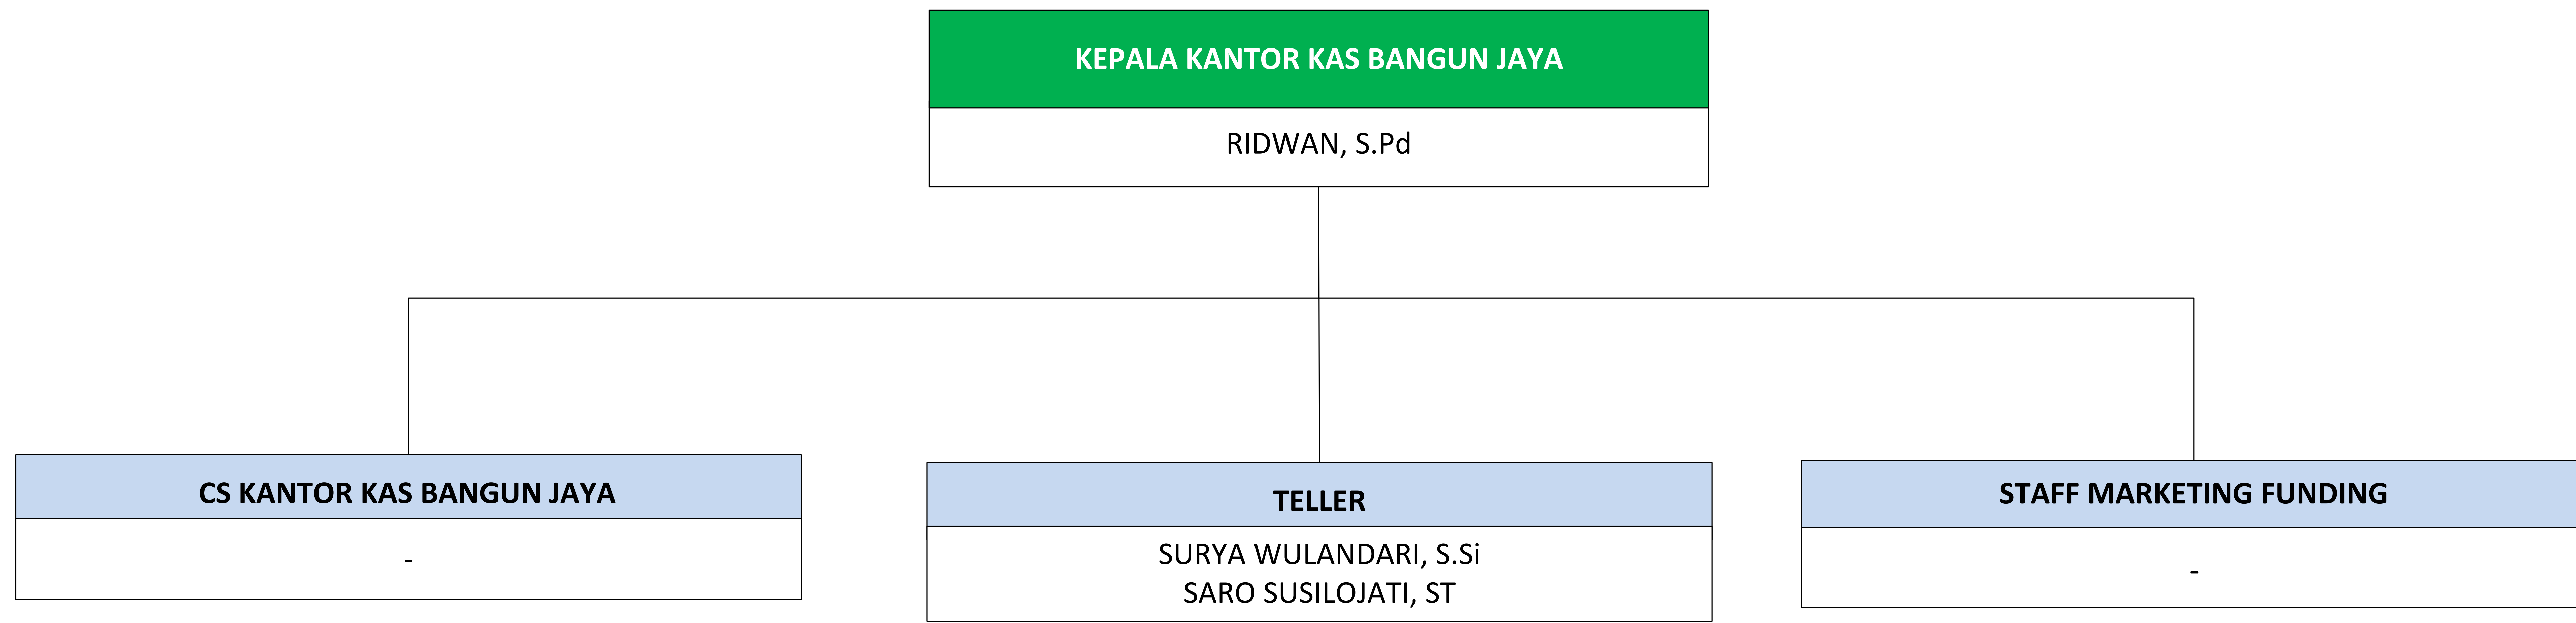 KEPALA KANTOR KAS BANGUN JAYA
RIDWAN, S.Pd
CS KANTOR KAS BANGUN JAYA
-
TELLER
SURYA WULANDARI, S.Si
SARO SUSILOJATI, ST
STAFF MARKETING FUNDING
-